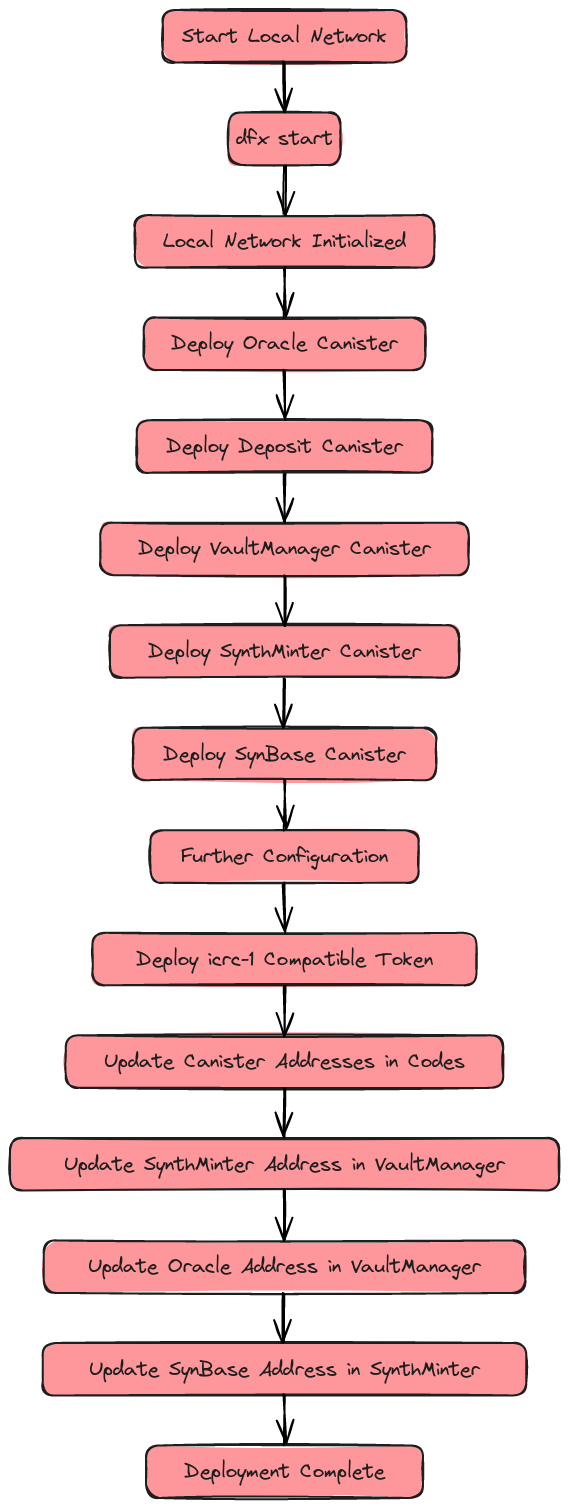 Start Local Network
dfx start
Local Network Initialized
Deploy Oracle Canister
Deploy Deposit Canister
Deploy VaultManager Canister
Deploy SynthMinter Canister
Deploy SynBase Canister
Further Configuration
Deploy icrc-1 Compatible Token
Update Canister Addresses in Codes
Update SynthMinter Address in VaultManager
Update Oracle Address in VaultManager
Update SynBase Address in SynthMinter
Deployment Complete